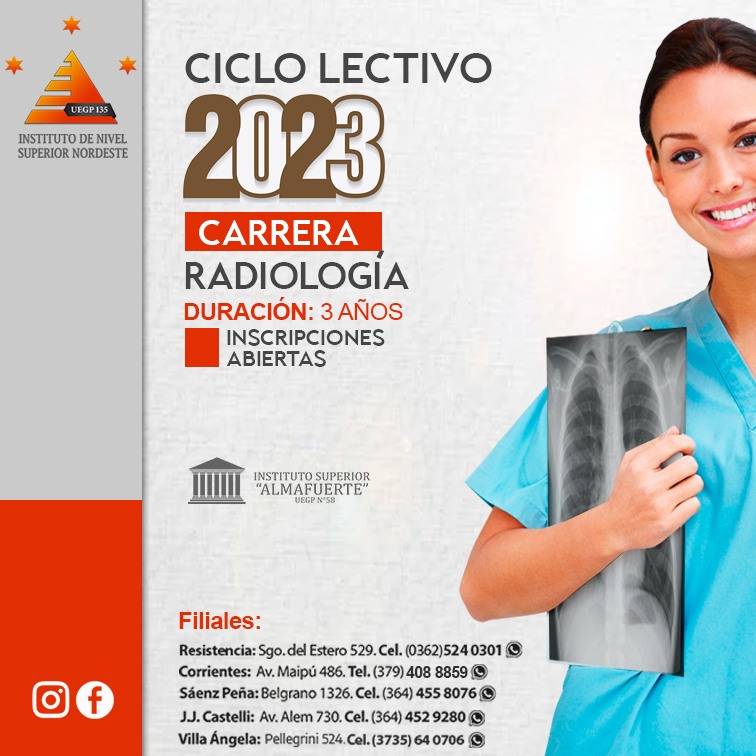 UEGP 135
INSTITUTO DE NIVEL
SUPERIOR NORDESTE
CICLO LECTIVO
2023
CARRERA
RADIOLOGÍA
DURACIÓN: 3 AÑOS
INSCRIPCIONES
ABIERTAS
INSTITUTO SUPERIOR
"ALMAFUERTE"
UEGP N°58
Filiales:
Resistencia: Sgo. del Estero 529. Cel. (0362)524 0301
Corrientes: Av. Maipú 486. Tel. (379) 408 8859
Sáenz Peña: Belgrano 1326. Cel. (364) 455 8076
J.J. Castelli: Av. Alem 730. Cel. (364) 452 9280
Villa Ángela: Pellegrini 524. Cel. (3735) 64 0706